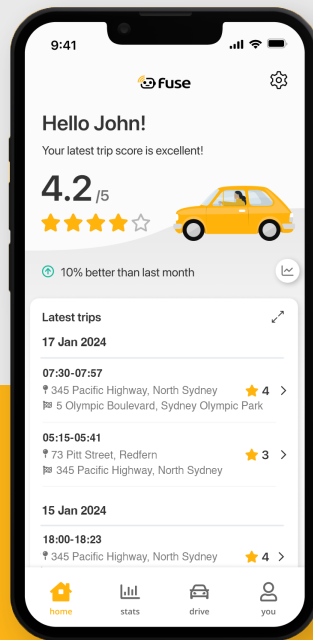 9:41
fuse
Hello John!
Your latest trip score is excellent!
4.2 /5
10% better than last month
Latest trips
17 Jan 2024
07:30-07:57
345 Pacific Highway, North Sydney 4
5 Olympic Boulevard, Sydney Olympic Park
05:15-05:41
73 Pitt Street, Redfern 3
345 Pacific Highway, North Sydney
15 Jan 2024
18:00-18:23
345 Pacific Highway, North Sydney 4
home stats drive you